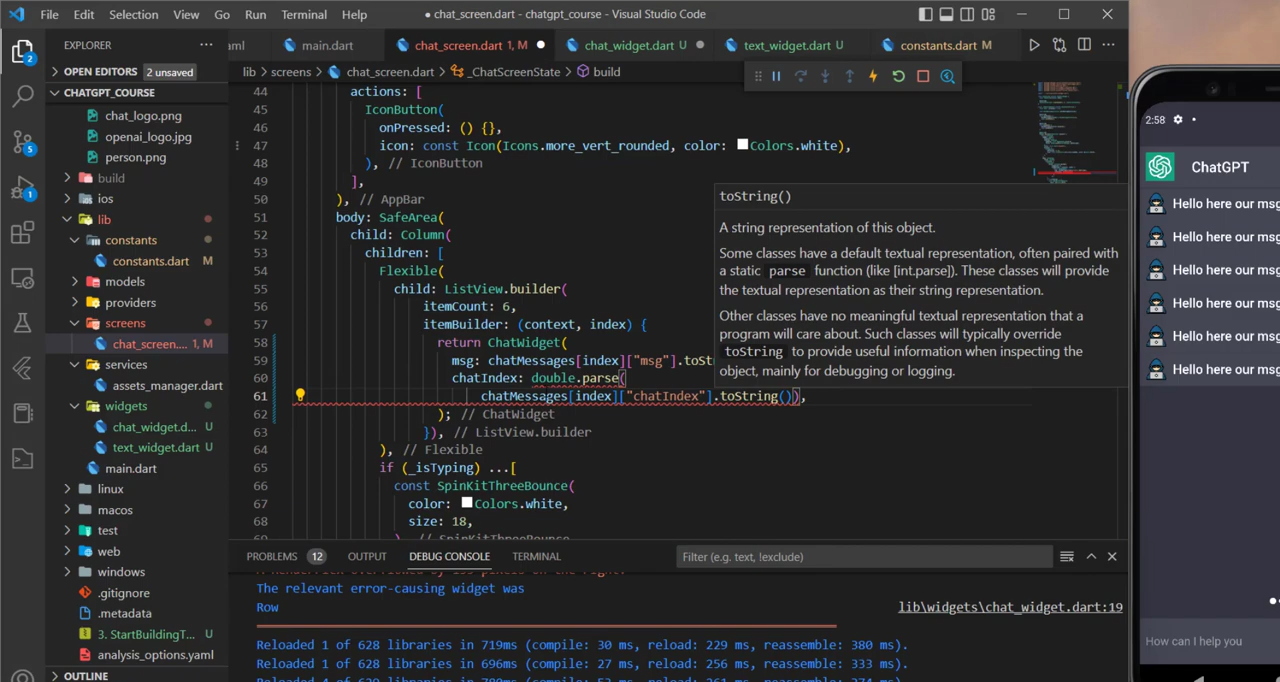 File Edit Selection View Go Run Terminal Help
● chat_screen.dart - chatgpt_course - Visual Studio Code
2
EXPLORER
OPEN EDITORS 2 unsaved
CHATGPT_COURSE
chat_logo.png
openai_logo.jpg
person.png
build
ios
lib
constants
constants.dart M
models
providers
screens
chat_screen.... 1, M
services
assets_manager.dart
widgets
chat_widget.d... U
text_widget.dart U
main.dart
linux
macos
test
web
windows
.gitignore
.metadata
3. StartBuildingT... U
analysis_options.yaml
OUTLINE
5
1
aml main.dart chat_screen.dart 1, M chat_widget.dart U text_widget.dart U constants.dart M
lib > screens > chat_screen.dart > _ChatScreenState > build
44 actions: [
45 IconButton(
46 onPressed: () {},
47 icon: const Icon(Icons.more_vert_rounded, color: Colors.white),
48 ), // IconButton
49 ],
50 ), // AppBar
51 body: SafeArea(
52 child: Column(
53 children: [
54 Flexible(
55 child: ListView.builder(
56 itemCount: 6,
57 itemBuilder: (context, index) {
58 return ChatWidget(
59 msg: chatMessages[index]["msg"].toStr
60 chatIndex: double.parse(
61 chatMessages[index]["chatIndex"].toString()),
62 ); // ChatWidget
63 }), // ListView.builder
64 ), // Flexible
65 if (_isTyping) ...[
66 const SpinKitThreeBounce(
67 color: Colors.white,
68 size: 18,
69 ), // SpinKitThreeBounce
toString()
A string representation of this object.
Some classes have a default textual representation, often paired with
a static parse function (like [int.parse]). These classes will provide
the textual representation as their string representation.
Other classes have no meaningful textual representation that a
program will care about. Such classes will typically override
toString to provide useful information when inspecting the
object, mainly for debugging or logging.
PROBLEMS 12 OUTPUT DEBUG CONSOLE TERMINAL
Filter (e.g. text, !exclude)
The relevant error-causing widget was
Row
lib\widgets\chat_widget.dart:19
Reloaded 1 of 628 libraries in 719ms (compile: 30 ms, reload: 229 ms, reassemble: 380 ms).
Reloaded 1 of 628 libraries in 696ms (compile: 27 ms, reload: 256 ms, reassemble: 333 ms).
2:58
ChatGPT
Hello here our msg
Hello here our msg
Hello here our msg
Hello here our msg
Hello here our msg
Hello here our msg
How can I help you